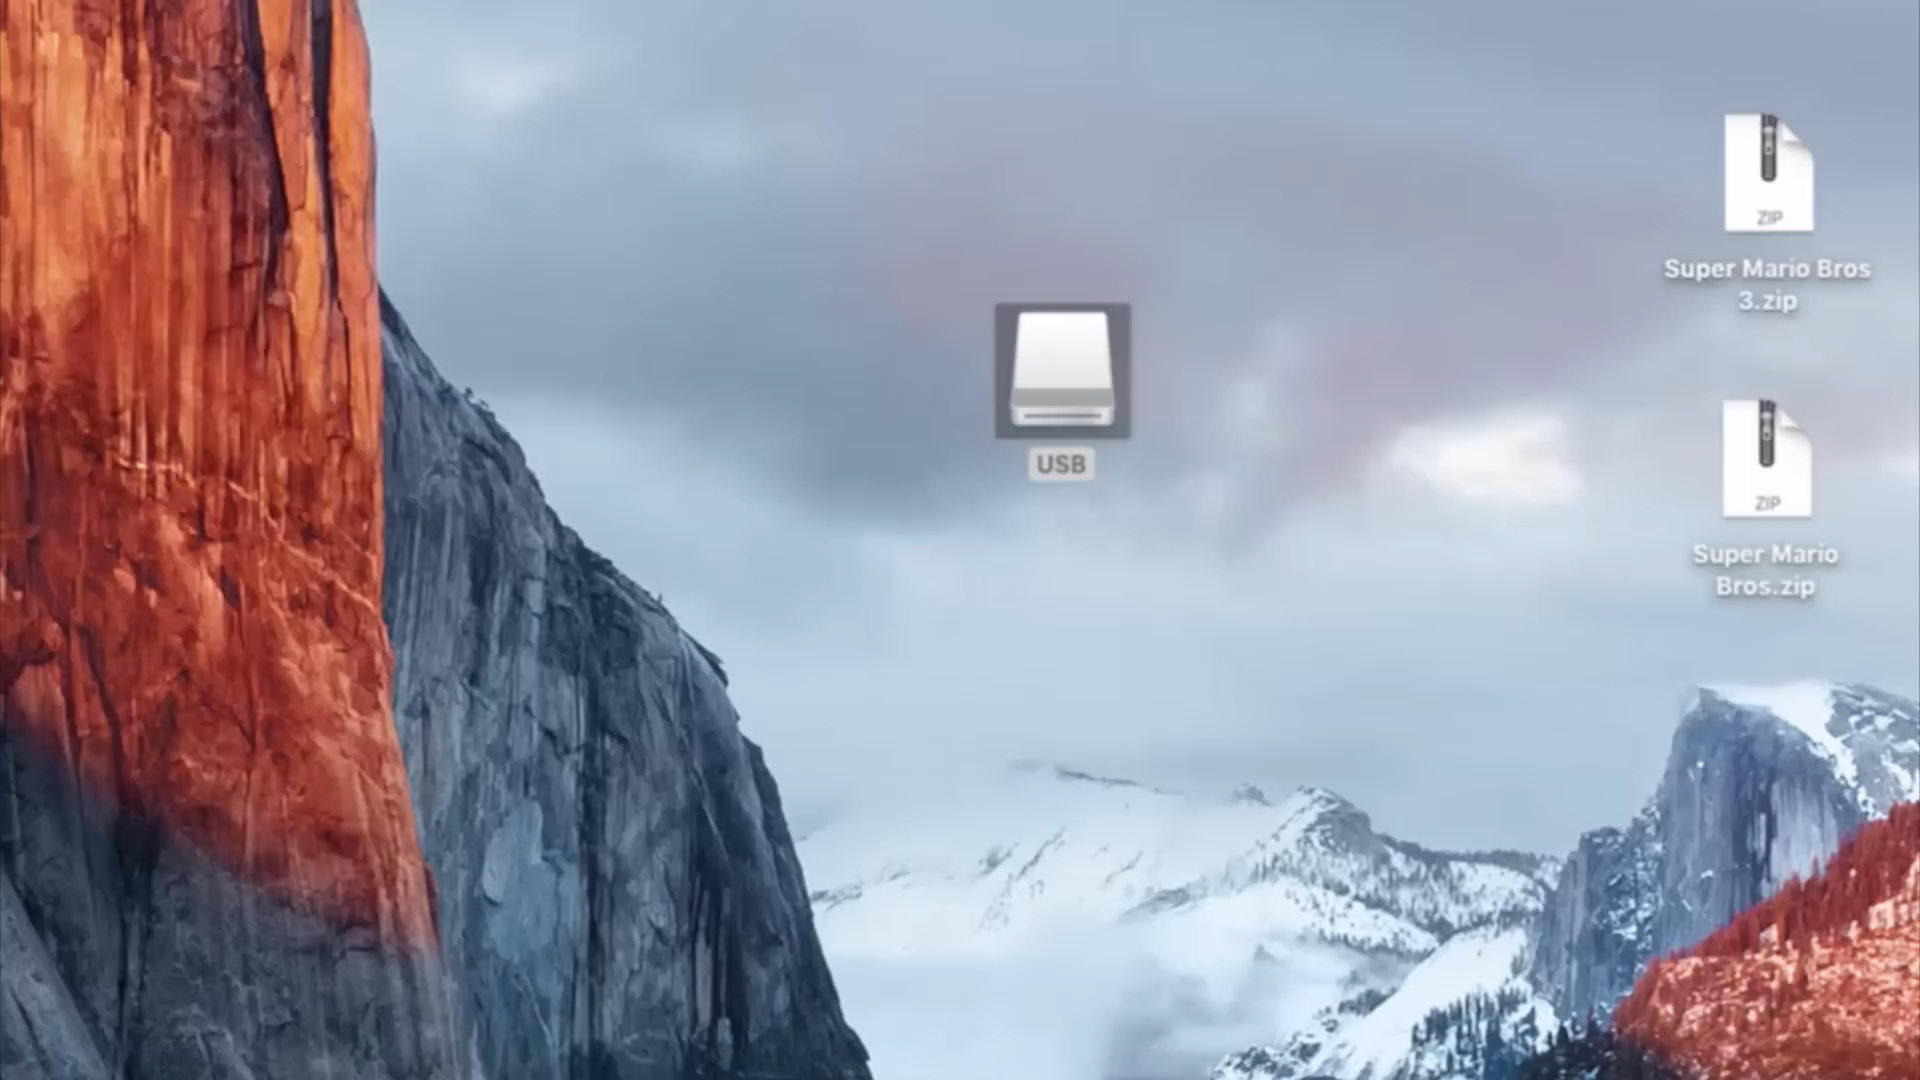 ZIP
Super Mario Bros
3.zip
USB
ZIP
Super Mario
Bros.zip